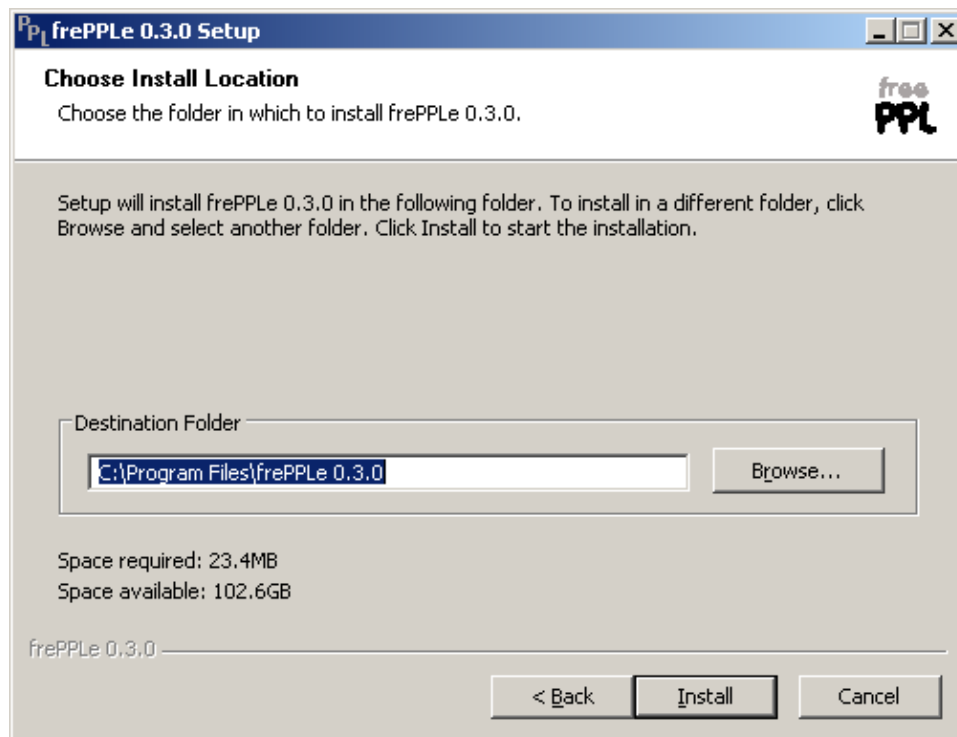 PPL frePPLe 0.3.0 Setup
Choose Install Location
Choose the folder in which to install frePPLe 0.3.0.
free
PPL
Setup will install frePPLe 0.3.0 in the following folder. To install in a different folder, click
Browse and select another folder. Click Install to start the installation.
Destination Folder
C:\Program Files\frePPLe 0.3.0
Browse...
Space required: 23.4MB
Space available: 102.6GB
frePPLe 0.3.0
< Back
Install
Cancel